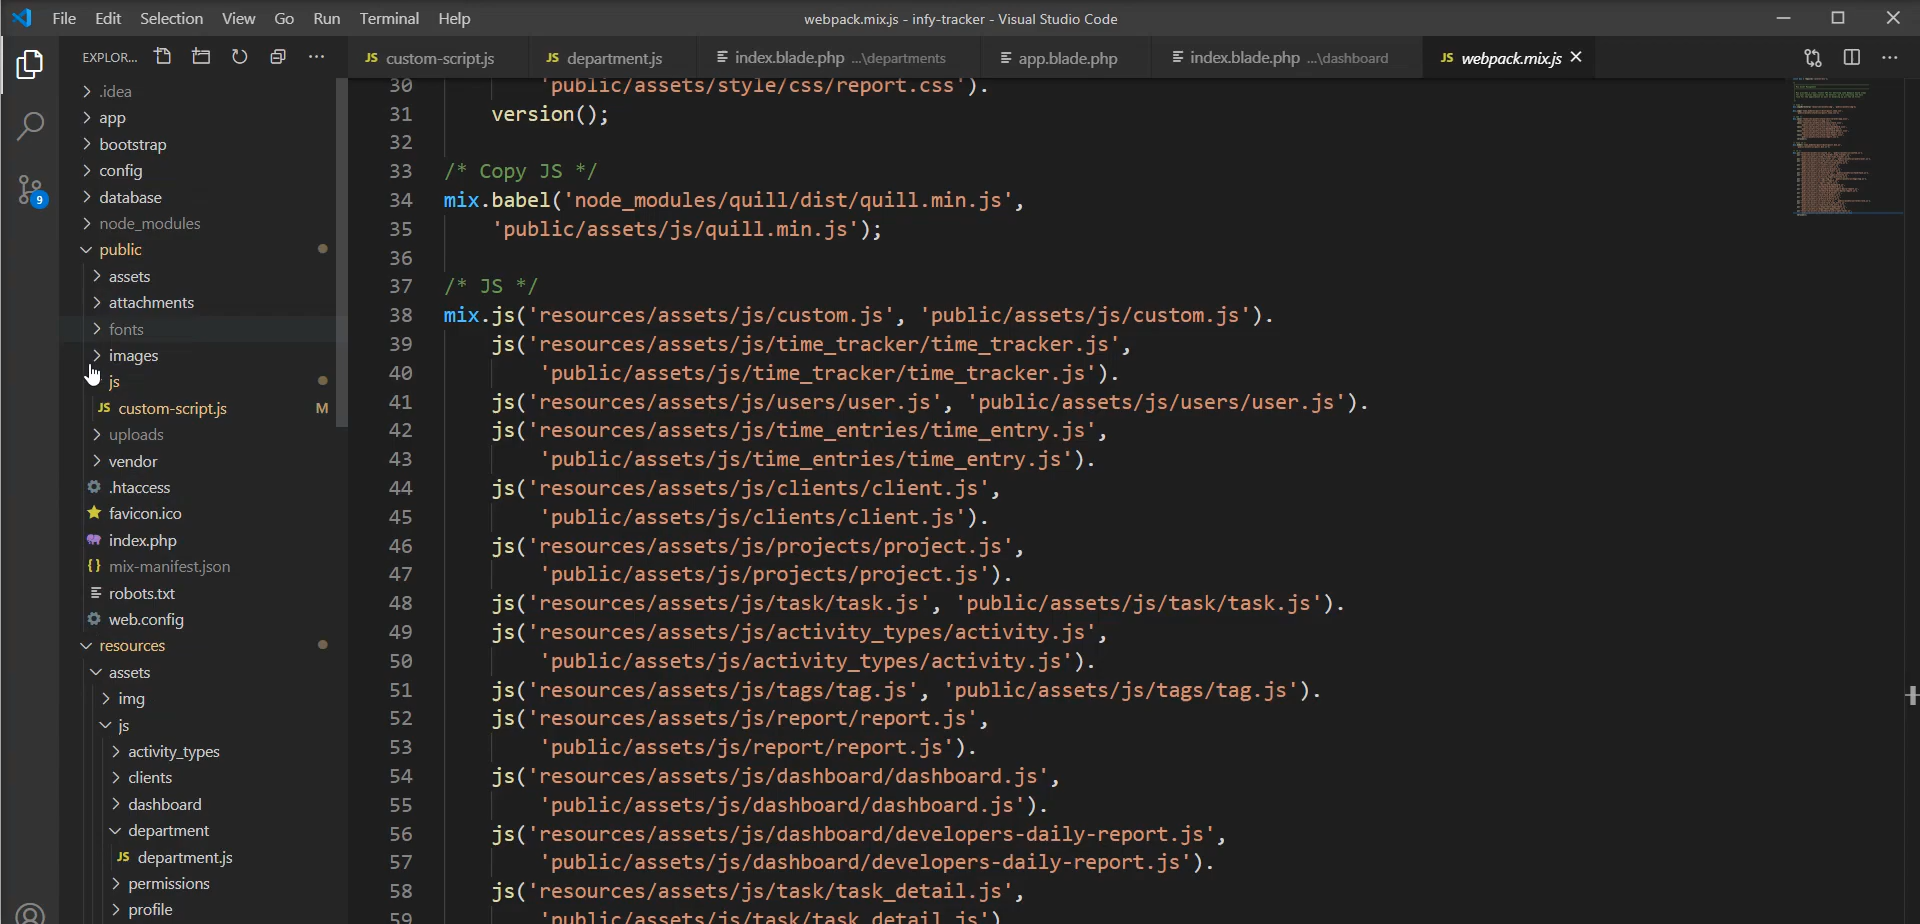 File Edit Selection View Go Run Terminal Help
webpack.mix.js - infy-tracker - Visual Studio Code
EXPLOR...
JS custom-script.js
JS department.js
index.blade.php ...\departments
app.blade.php
index.blade.php ...\dashboard
JS webpack.mix.js
.idea
app
bootstrap
config
database
node_modules
public
assets
attachments
fonts
images
js
JS custom-script.js M
uploads
vendor
.htaccess
favicon.ico
index.php
{} mix-manifest.json
robots.txt
web.config
resources
assets
img
js
activity_types
clients
dashboard
department
JS department.js
permissions
profile
9
30 'public/assets/style/css/report.css').
31 version();
32
33 /* Copy JS */
34 mix.babel('node_modules/quill/dist/quill.min.js',
35 'public/assets/js/quill.min.js');
36
37 /* JS */
38 mix.js('resources/assets/js/custom.js', 'public/assets/js/custom.js').
39 js('resources/assets/js/time_tracker/time_tracker.js',
40 'public/assets/js/time_tracker/time_tracker.js').
41 js('resources/assets/js/users/user.js', 'public/assets/js/users/user.js').
42 js('resources/assets/js/time_entries/time_entry.js',
43 'public/assets/js/time_entries/time_entry.js').
44 js('resources/assets/js/clients/client.js',
45 'public/assets/js/clients/client.js').
46 js('resources/assets/js/projects/project.js',
47 'public/assets/js/projects/project.js').
48 js('resources/assets/js/task/task.js', 'public/assets/js/task/task.js').
49 js('resources/assets/js/activity_types/activity.js',
50 'public/assets/js/activity_types/activity.js').
51 js('resources/assets/js/tags/tag.js', 'public/assets/js/tags/tag.js').
52 js('resources/assets/js/report/report.js',
53 'public/assets/js/report/report.js').
54 js('resources/assets/js/dashboard/dashboard.js',
55 'public/assets/js/dashboard/dashboard.js').
56 js('resources/assets/js/dashboard/developers-daily-report.js',
57 'public/assets/js/dashboard/developers-daily-report.js').
58 js('resources/assets/js/task/task_detail.js',
59 'public/assets/js/task/task_detail.js')